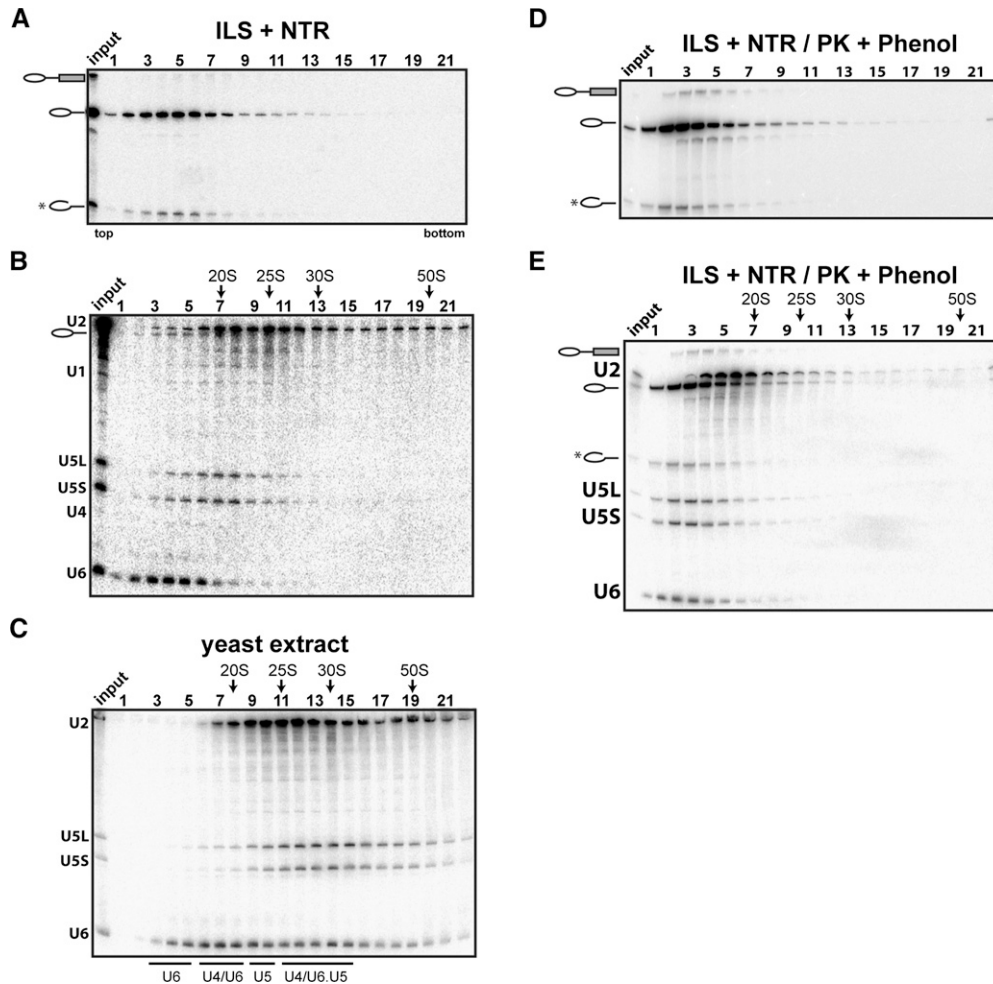 A
ILS + NTR
input 1 3 5 7 9 11 13 15 19 21
*
top bottom
B
20S 25S 30S 50S
input 1 3 5 7 9 11 13 15 17 19 21
U2
U1
U5L
U5S
U4
U6
C
yeast extract
20S 25S 30S 50S
input 1 3 5 7 9 11 13 15 17 19 21
U2
U5L
U5S
U6
U6 U4/U6 U5 U4/U6.U5
D
ILS + NTR / PK + Phenol
input 1 3 5 7 9 11 13 15 17 19 21
*
E
ILS + NTR / PK + Phenol
20S 25S 30S 50S
input 1 3 5 7 9 11 13 15 17 19 21
U2
*
U5L
U5S
U6